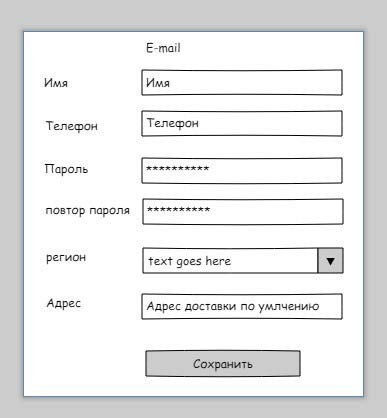 E-mail
Имя Имя
Телефон Телефон
Пароль **********
повтор пароля **********
регион text goes here
Адрес Адрес доставки по умлчению
Сохранить